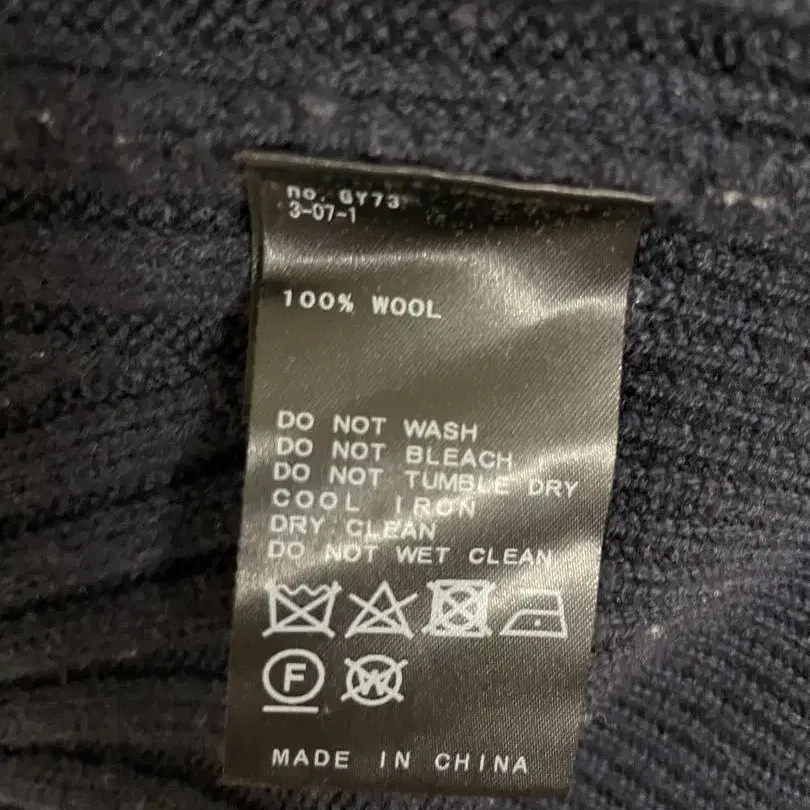 no. GY73
3-07-1
100% WOOL
DO NOT WASH
DO NOT BLEACH
DO NOT TUMBLE DRY
COOL IRON
DRY CLEAN
DO NOT WET CLEAN
F W
MADE IN CHINA